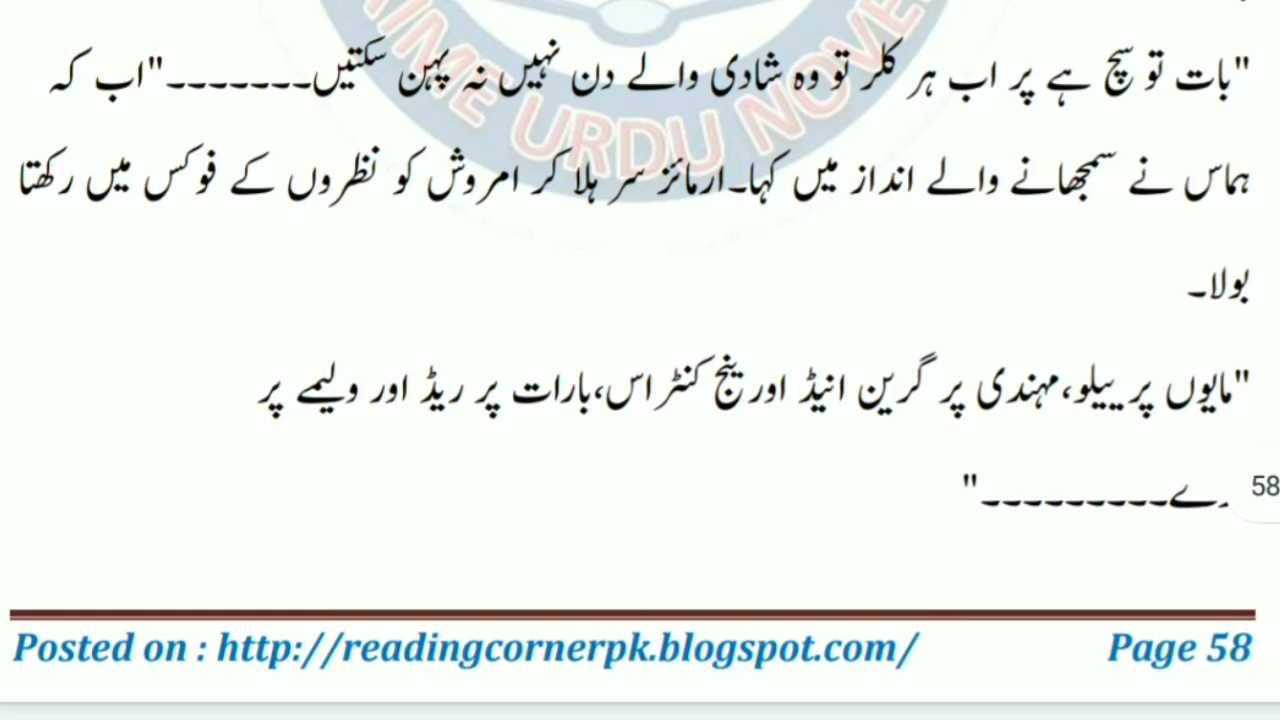 "بات تو سچ ہے پر اب ہر کلر تو وہ شادی والے دن نہیں نہ پہن سکتیں۔۔۔۔۔۔۔"اب کہ
ہماس نے سمجھانے والے انداز میں کہا۔ارمائز سر ہلا کر امروش کو نظروں کے فوکس میں رکھتا
بولا۔
"مایوں پر ییلو،مہندی پر گرین انیڈ اورینج کنٹراس،بارات پر ریڈ اور ولیمے پر
۔۔۔۔۔۔۔۔۔"
58
Posted on : http://readingcornerpk.blogspot.com/ Page 58
URDU NOVE